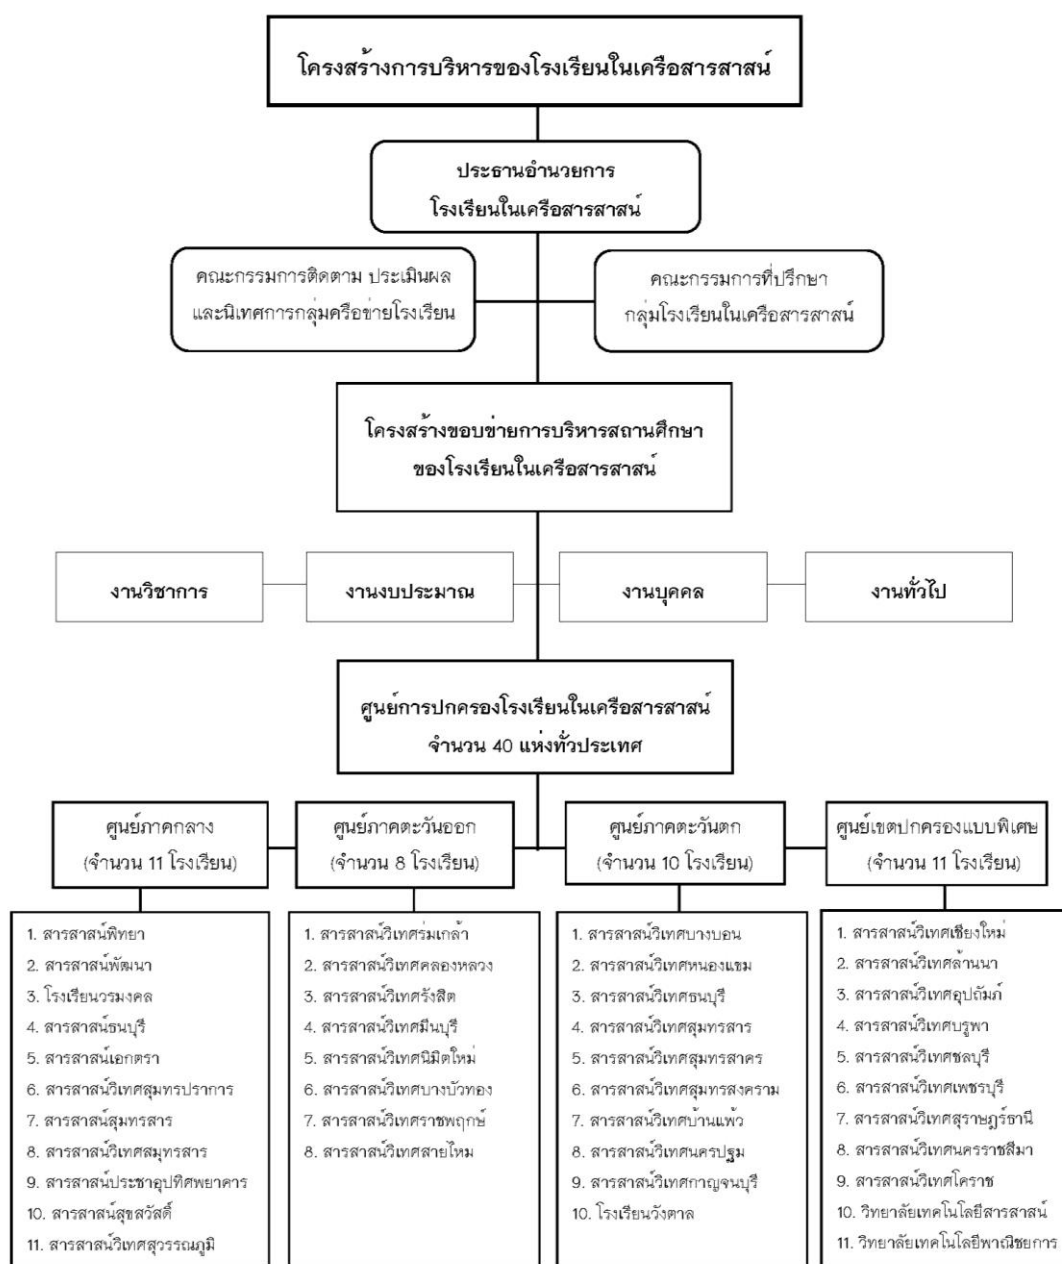 โครงสร้างการบริหารของโรงเรียนในเครือสารสาสน์
ประธานอำนวยการ
โรงเรียนในเครือสารสาสน์
คณะกรรมการติดตาม ประเมินผล
และนิเทศการกลุ่มครือข่ายโรงเรียน
คณะกรรมการที่ปรึกษา
กลุ่มโรงเรียนในเครือสารสาสน์
โครงสร้างขอบข่ายการบริหารสถานศึกษา
ของโรงเรียนในเครือสารสาสน์
งานวิชาการ
งานงบประมาณ
งานบุคคล
งานทั่วไป
ศูนย์การปกครองโรงเรียนในเครือสารสาสน์
จำนวน 40 แห่งทั่วประเทศ
ศูนย์ภาคกลาง
(จำนวน 11 โรงเรียน)
1. สารสาสน์พิทยา
2. สารสาสน์พัฒนา
3. โรงเรียนวรมงคล
4. สารสาสน์ธนบุรี
5. สารสาสน์เอกตรา
6. สารสาสน์วิเทศสมุทรปราการ
7. สารสาสน์สุมทรสาร
8. สารสาสน์วิเทศสมุทรสาร
9. สารสาสน์ประชาอุปทิศพยาคาร
10. สารสาสน์สุขสวัสดิ์
11. สารสาสน์วิเทศสุวรรณภูมิ
ศูนย์ภาคตะวันออก
(จำนวน 8 โรงเรียน)
1. สารสาสน์วิเทศร่มเกล้า
2. สารสาสน์วิเทศคลองหลวง
3. สารสาสน์วิเทศรังสิต
4. สารสาสน์วิเทศมีนบุรี
5. สารสาสน์วิเทศนิมิตใหม่
6. สารสาสน์วิเทศบางบัวทอง
7. สารสาสน์วิเทศราชพฤกษ์
8. สารสาสน์วิเทศสายไหม
ศูนย์ภาคตะวันตก
(จำนวน 10 โรงเรียน)
1. สารสาสน์วิเทศบางบอน
2. สารสาสน์วิเทศหนองแขม
3. สารสาสน์วิเทศธนบุรี
4. สารสาสน์วิเทศสุมทรสาร
5. สารสาสน์วิเทศสุมทรสาคร
6. สารสาสน์วิเทศสุมทรสงคราม
7. สารสาสน์วิเทศบ้านแพ้ว
8. สารสาสน์วิเทศนครปฐม
9. สารสาสน์วิเทศกาญจนบุรี
10. โรงเรียนวังตาล
ศูนย์เขตปกครองแบบพิเศษ
(จำนวน 11 โรงเรียน)
1. สารสาสน์วิเทศเชียงใหม่
2. สารสาสน์วิเทศล้านนา
3. สารสาสน์วิเทศอุปถัมภ์
4. สารสาสน์วิเทศบรูพา
5. สารสาสน์วิเทศชลบุรี
6. สารสาสน์วิเทศเพชรบุรี
7. สารสาสน์วิเทศสุราษฎร์ธานี
8. สารสาสน์วิเทศนครราชสีมา
9. สารสาสน์วิเทศโคราช
10. วิทยาลัยเทคโนโลยีสารสาสน์
11. วิทยาลัยเทคโนโลยีพาณิชยการ